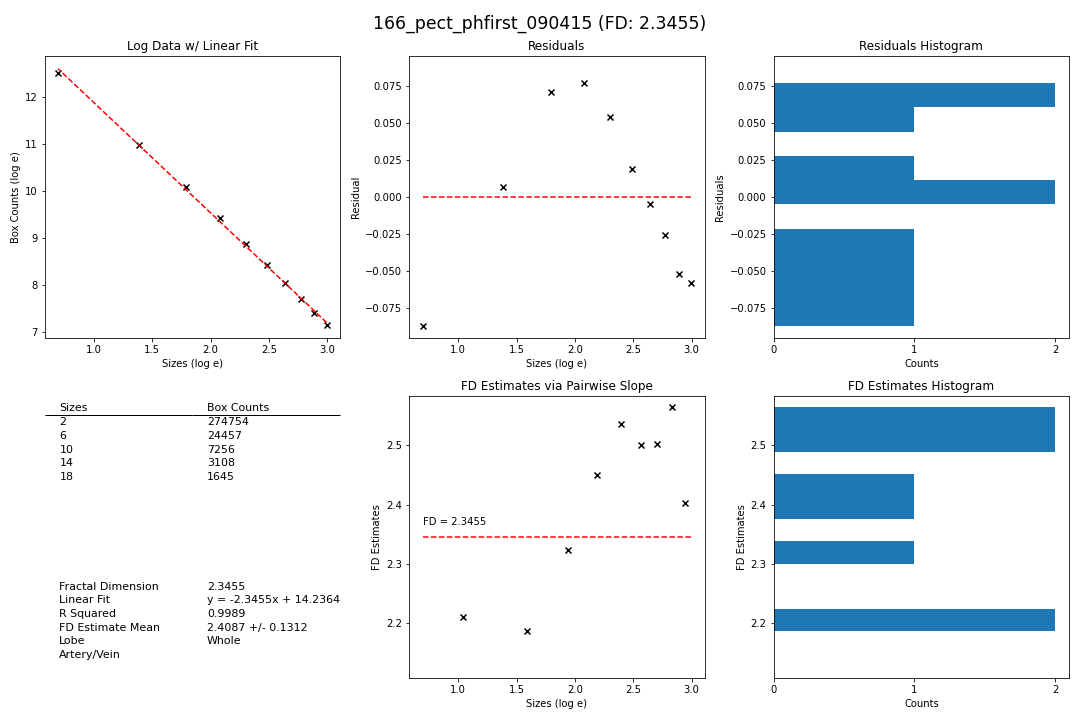 166_pect_phfirst_090415 (FD: 2.3455)
Log Data w/ Linear Fit
Box Counts (log e)
12
11
10
9
8
7
1.0 1.5 2.0 2.5 3.0
Sizes (log e)
Residuals
Residual
0.075
0.050
0.025
0.000
−0.025
−0.050
−0.075
1.0 1.5 2.0 2.5 3.0
Sizes (log e)
Residuals Histogram
Residuals
0.075
0.050
0.025
0.000
−0.025
−0.050
−0.075
0 1 2
Counts
Sizes Box Counts
2 274754
6 24457
10 7256
14 3108
18 1645
Fractal Dimension 2.3455
Linear Fit y = -2.3455x + 14.2364
R Squared 0.9989
FD Estimate Mean 2.4087 +/- 0.1312
Lobe Whole
Artery/Vein
FD Estimates via Pairwise Slope
FD Estimates
2.5
2.4
2.3
2.2
FD = 2.3455
1.0 1.5 2.0 2.5 3.0
Sizes (log e)
FD Estimates Histogram
FD Estimates
2.5
2.4
2.3
2.2
0 1 2
Counts